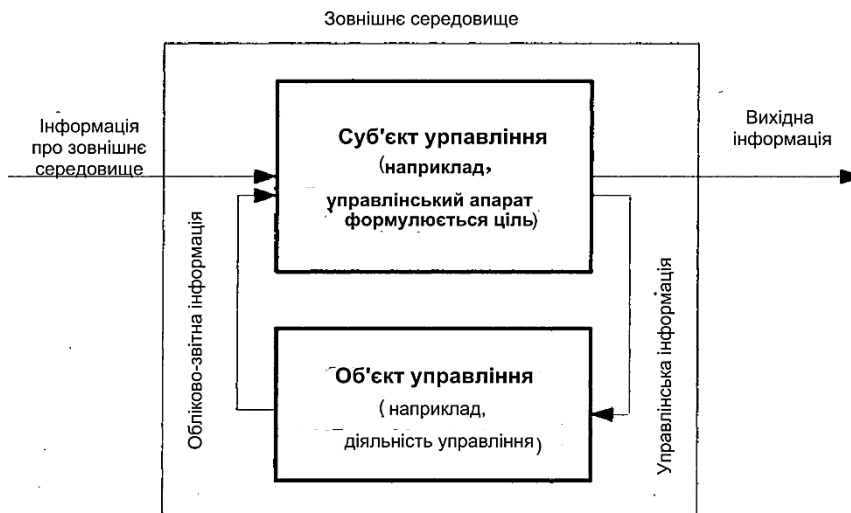 Зовнішнє середовище
Інформація
про зовнішнє
середовище
Суб'єкт урпавління
(наприклад,
управлінський апарат
формулюється ціль)
Вихідна
інформація
Обліково-звітна інформація
Управлінська інформація
Об'єкт управління
( наприклад,
діяльність управління)